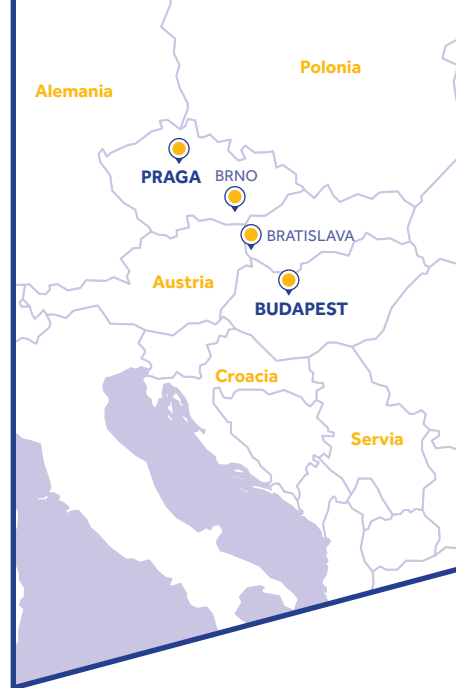 Polonia
Alemania
PRAGA
BRNO
BRATISLAVA
Austria
BUDAPEST
Croacia
Servia